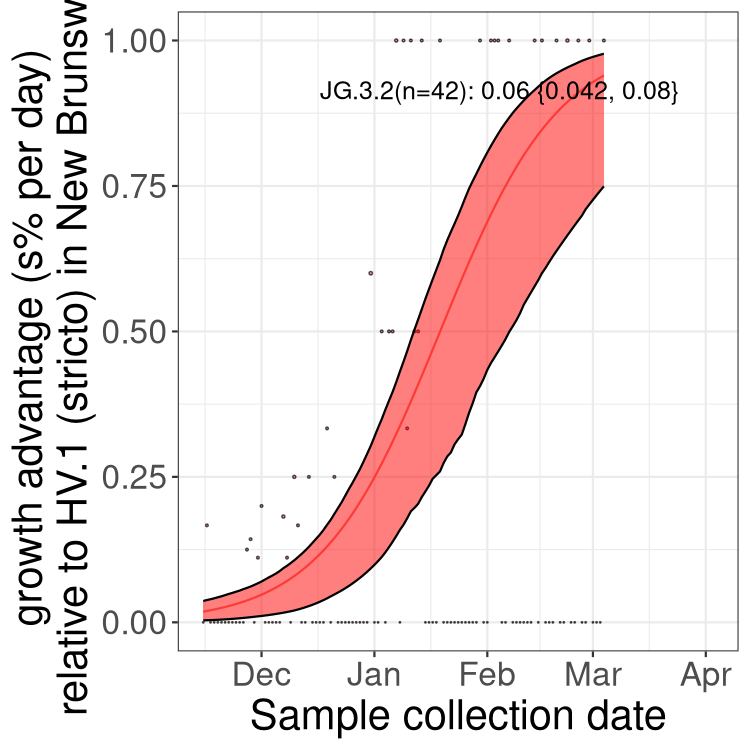 growth advantage (s% per day)
relative to HV.1 (stricto) in New Brunsw
1.00
0.75
0.50
0.25
0.00
JG.3.2(n=42): 0.06 {0.042, 0.08}
Dec Jan Feb Mar Apr
Sample collection date